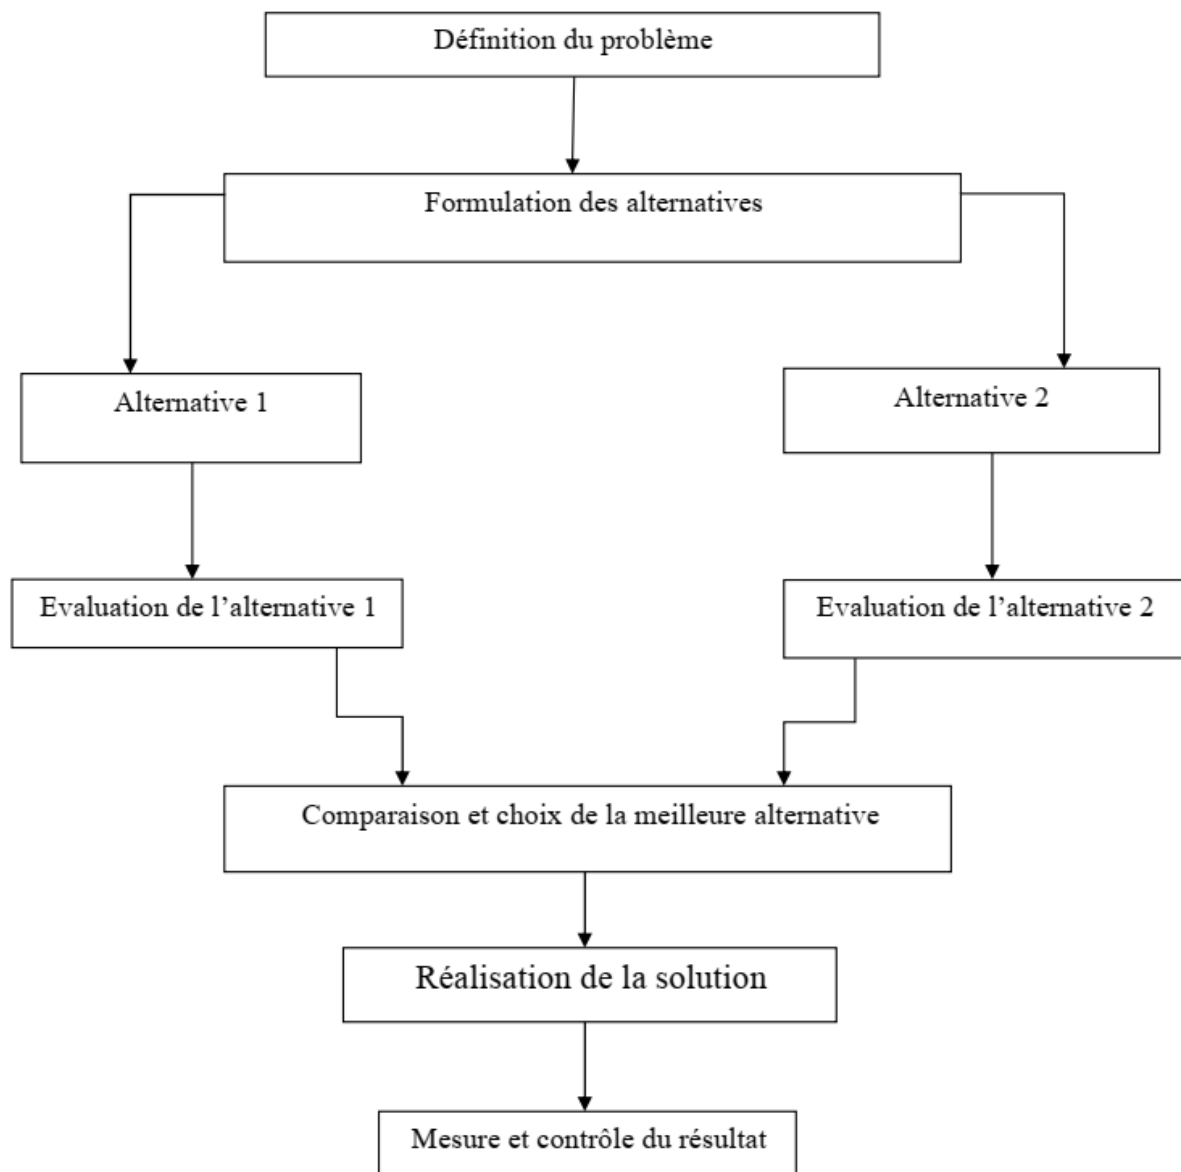 Définition du problème
Formulation des alternatives
Alternative 1
Alternative 2
Evaluation de l’alternative 1
Evaluation de l’alternative 2
Comparaison et choix de la meilleure alternative
Réalisation de la solution
Mesure et contrôle du résultat